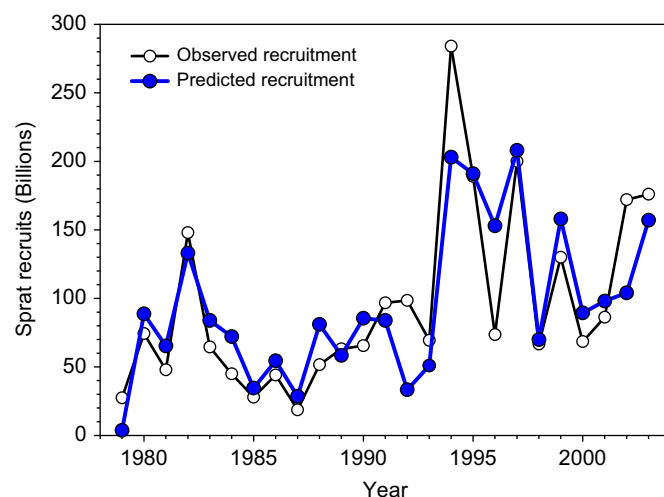 300
250
200
150
100
50
0
Sprat recruits (Billions)
Observed recruitment
Predicted recruitment
1980 1985 1990 1995 2000
Year